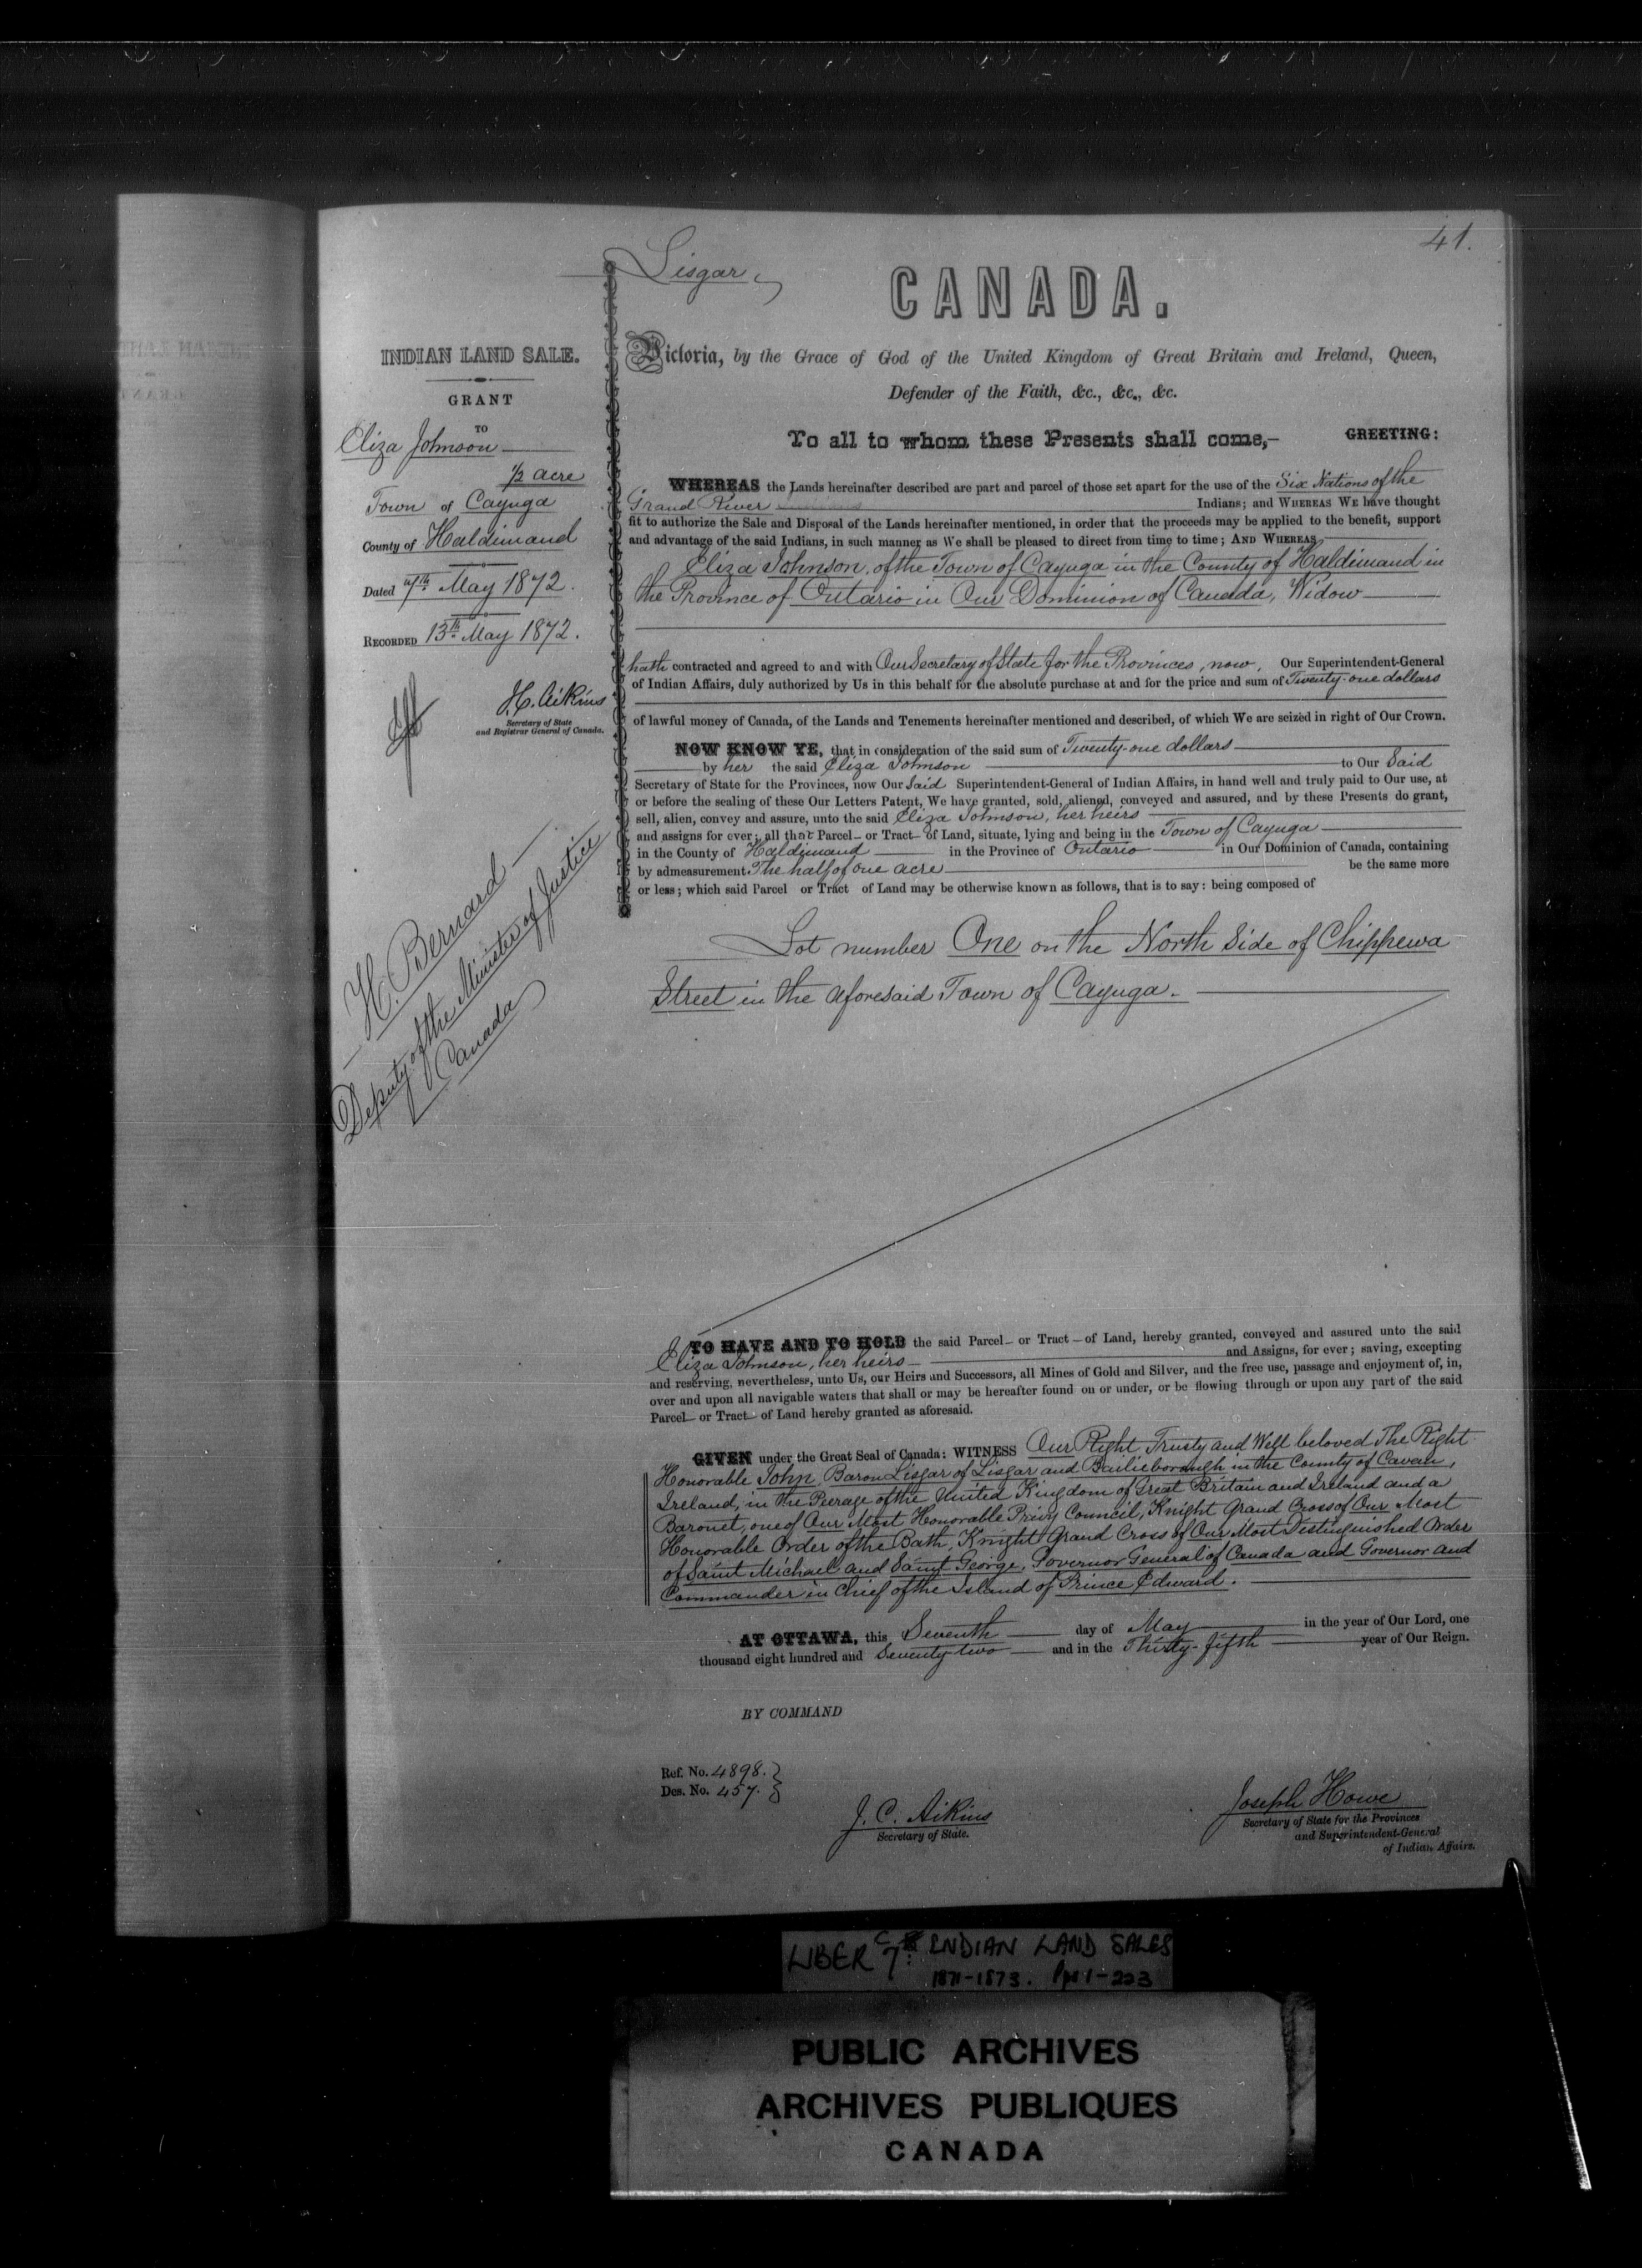 41.
Lisgar
CANADA.
INDIAN LAND SALE.
GRANT
TO
Eliza Johnson
1/2 acre
Town of Cayuga
County of Haldimand
Dated 7th May 1872.
RECORDED 13th May 1872.
J.C. Aikins
Secretary of State
and Registrar General of Canada.
H. Bernard
Deputy of the Minister of Justice
Canada
Victoria, by the Grace of God of the United Kingdom of Great Britain and Ireland, Queen,
Defender of the Faith, &c., &c., &c.
To all to whom these Presents shall come,— GREETING:
WHEREAS the Lands hereinafter described are part and parcel of those set apart for the use of the Six Nations of the
Grand River Indians; and WHEREAS WE have thought
fit to authorize the Sale and Disposal of the Lands hereinafter mentioned, in order that the proceeds may be applied to the benefit, support
and advantage of the said Indians, in such manner as We shall be pleased to direct from time to time; AND WHEREAS
Eliza Johnson, of the Town of Cayuga in the County of Haldimand in
the Province of Ontario in Our Dominion of Canada, Widow
hath contracted and agreed to and with Our Secretary of State for the Provinces, now, Our Superintendent-General
of Indian Affairs, duly authorized by Us in this behalf for the absolute purchase at and for the price and sum of Twenty-one dollars
of lawful money of Canada, of the Lands and Tenements hereinafter mentioned and described, of which We are seized in right of Our Crown.
NOW KNOW YE, that in consideration of the said sum of Twenty-one dollars
by her the said Eliza Johnson to Our Said
Secretary of State for the Provinces, now Our Said Superintendent-General of Indian Affairs, in hand well and truly paid to Our use, at
or before the sealing of these Our Letters Patent, We have granted, sold, aliened, conveyed and assured, and by these Presents do grant,
sell, alien, convey and assure, unto the said Eliza Johnson, her heirs
and assigns for ever; all that Parcel or Tract of Land, situate, lying and being in the Town of Cayuga
in the County of Haldimand in the Province of Ontario in Our Dominion of Canada, containing
by admeasurement The half of one acre be the same more
or less; which said Parcel or Tract of Land may be otherwise known as follows, that is to say: being composed of
Lot number One on the North Side of Chippewa
Street in the aforesaid Town of Cayuga.
TO HAVE AND TO HOLD the said Parcel or Tract of Land, hereby granted, conveyed and assured unto the said
Eliza Johnson, her heirs and Assigns, for ever; saving, excepting
and reserving, nevertheless, unto Us, our Heirs and Successors, all Mines of Gold and Silver, and the free use, passage and enjoyment of, in,
over and upon all navigable waters that shall or may be hereafter found on or under, or be flowing through or upon any part of the said
Parcel or Tract of Land hereby granted as aforesaid.
GIVEN under the Great Seal of Canada: WITNESS Our Right Trusty and Well beloved The Right
Honorable John Baron Lisgar of Lisgar and Bailieborough in the County of Cavan,
Ireland, in the Peerage of the United Kingdom of Great Britain and Ireland and a
Baronet, one of Our Most Honorable Privy Council, Knight Grand Cross of Our Most
Honorable Order of the Bath, Knight Grand Cross of Our Most Distinguished Order
of Saint Michael and Saint George, Governor General of Canada and Governor and
Commander in Chief of the Island of Prince Edward.
AT OTTAWA, this Seventh day of May in the year of Our Lord, one
thousand eight hundred and Seventy two and in the Thirty-fifth year of Our Reign.
BY COMMAND
Ref. No. 4898.
Des. No. 457.
J. C. Aikins
Secretary of State.
Joseph Howe
Secretary of State for the Provinces
and Superintendent-General
of Indian Affairs.
LIBER C7: INDIAN LAND SALES
1871-1873. Pps 1-223
PUBLIC ARCHIVES
ARCHIVES PUBLIQUES
CANADA